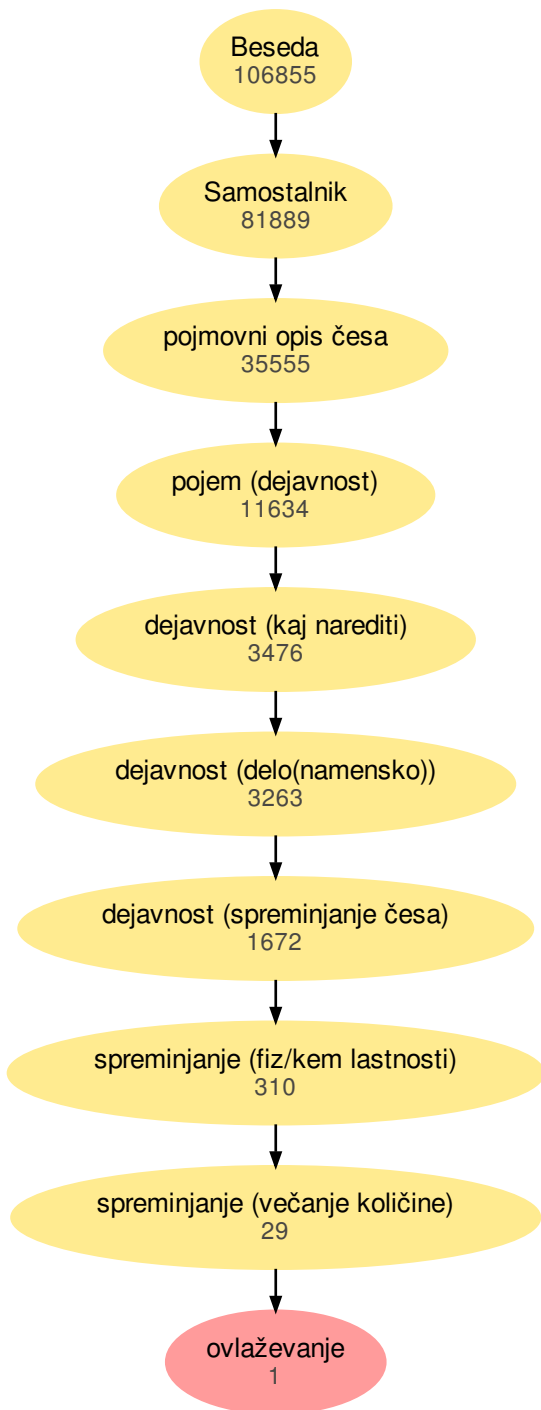 Beseda
106855
Samostalnik
81889
pojmovni opis česa
35555
pojem (dejavnost)
11634
dejavnost (kaj narediti)
3476
dejavnost (delo(namensko))
3263
dejavnost (spreminjanje česa)
1672
spreminjanje (fiz/kem lastnosti)
310
spreminjanje (večanje količine)
29
ovlaževanje
1